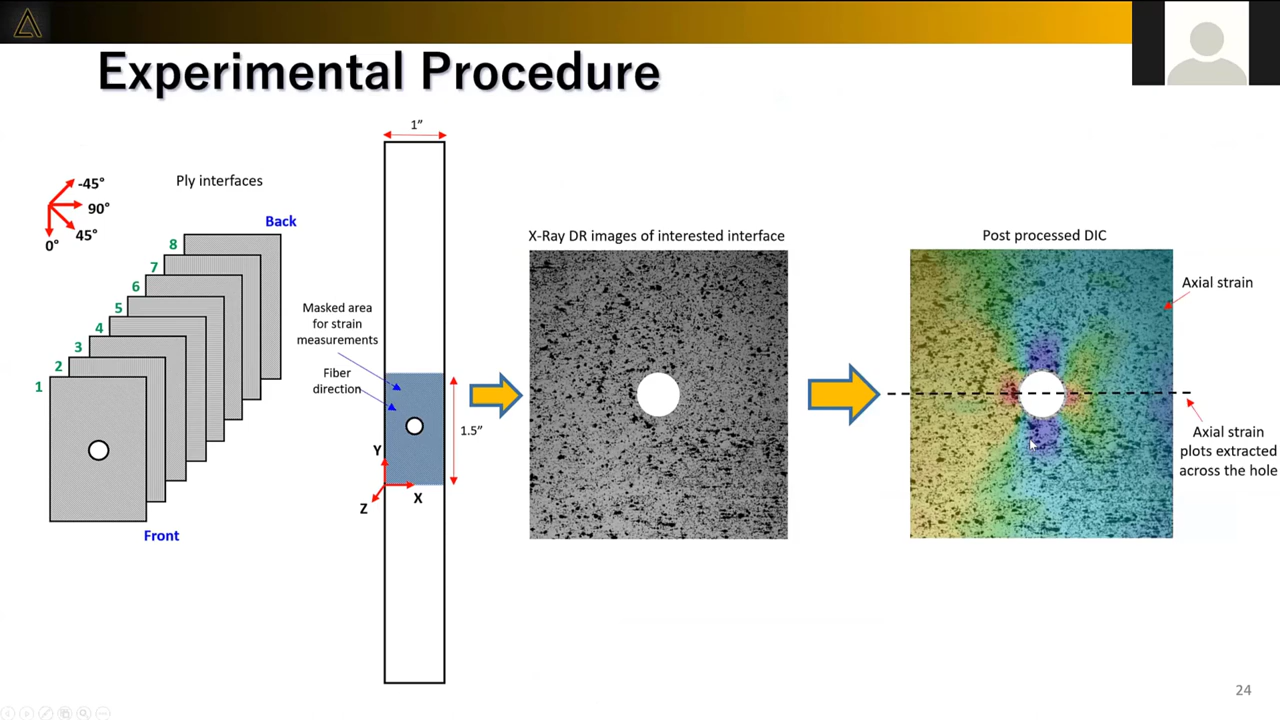 Experimental Procedure
1”
-45°
90°
45°
0°
Ply interfaces
Back
8
7
6
5
4
3
2
1
Front
Masked area
for strain
measurements
Fiber
direction
1.5”
Y
X
Z
X-Ray DR images of interested interface
Post processed DIC
Axial strain
Axial strain
plots extracted
across the hole
24